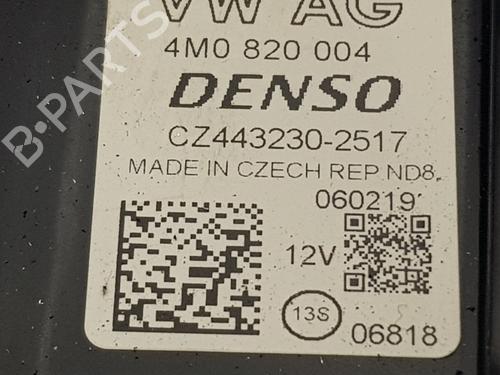 VW AG
4M0 820 004
DENSO
CZ443230-2517
MADE IN CZECH REP. ND8.
060219
12V
13S
06818
B-PARTS